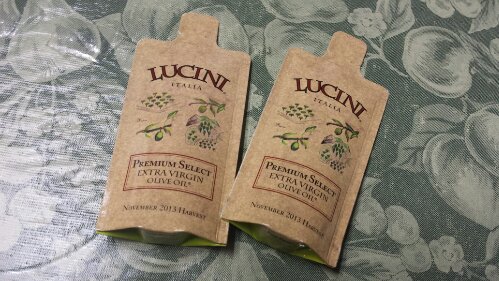 LUCINI
ITALIA
PREMIUM SELECT
EXTRA VIRGIN
OLIVE OIL®
NOVEMBER 2013 HARVEST
LUCINI
ITALIA
PREMIUM SELECT
EXTRA VIRGIN
OLIVE OIL®
NOVEMBER 2013 HARVEST